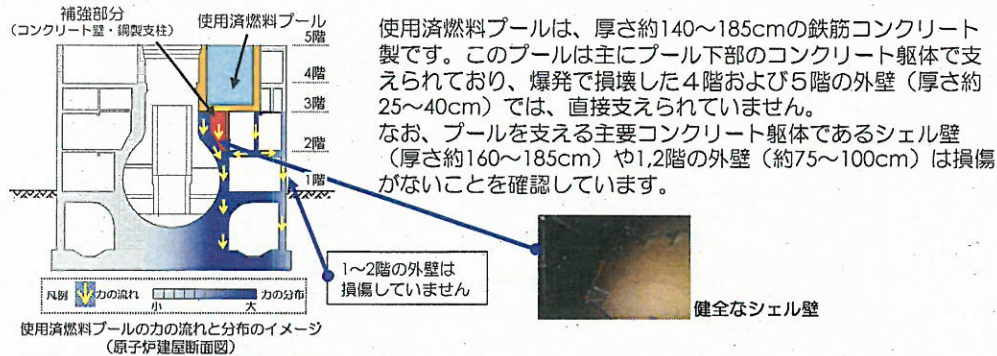 補強部分
(コンクリート壁・鋼製支柱)
使用済燃料プール
5階
4階
3階
2階
1階
凡例 力の流れ 力の分布
小 大
使用済燃料プールの力の流れと分布のイメージ
(原子炉建屋断面図)
使用済燃料プールは、厚さ約140～185cmの鉄筋コンクリート
製です。このプールは主にプール下部のコンクリート躯体で支
えられており、爆発で損壊した４階および５階の外壁（厚さ約
25～40cm）では、直接支えられていません。
なお、プールを支える主要コンクリート躯体であるシェル壁
（厚さ約160～185cm）や1,2階の外壁（約75～100cm）は損傷
がないことを確認しています。
1～2階の外壁は
損傷していません
健全なシェル壁